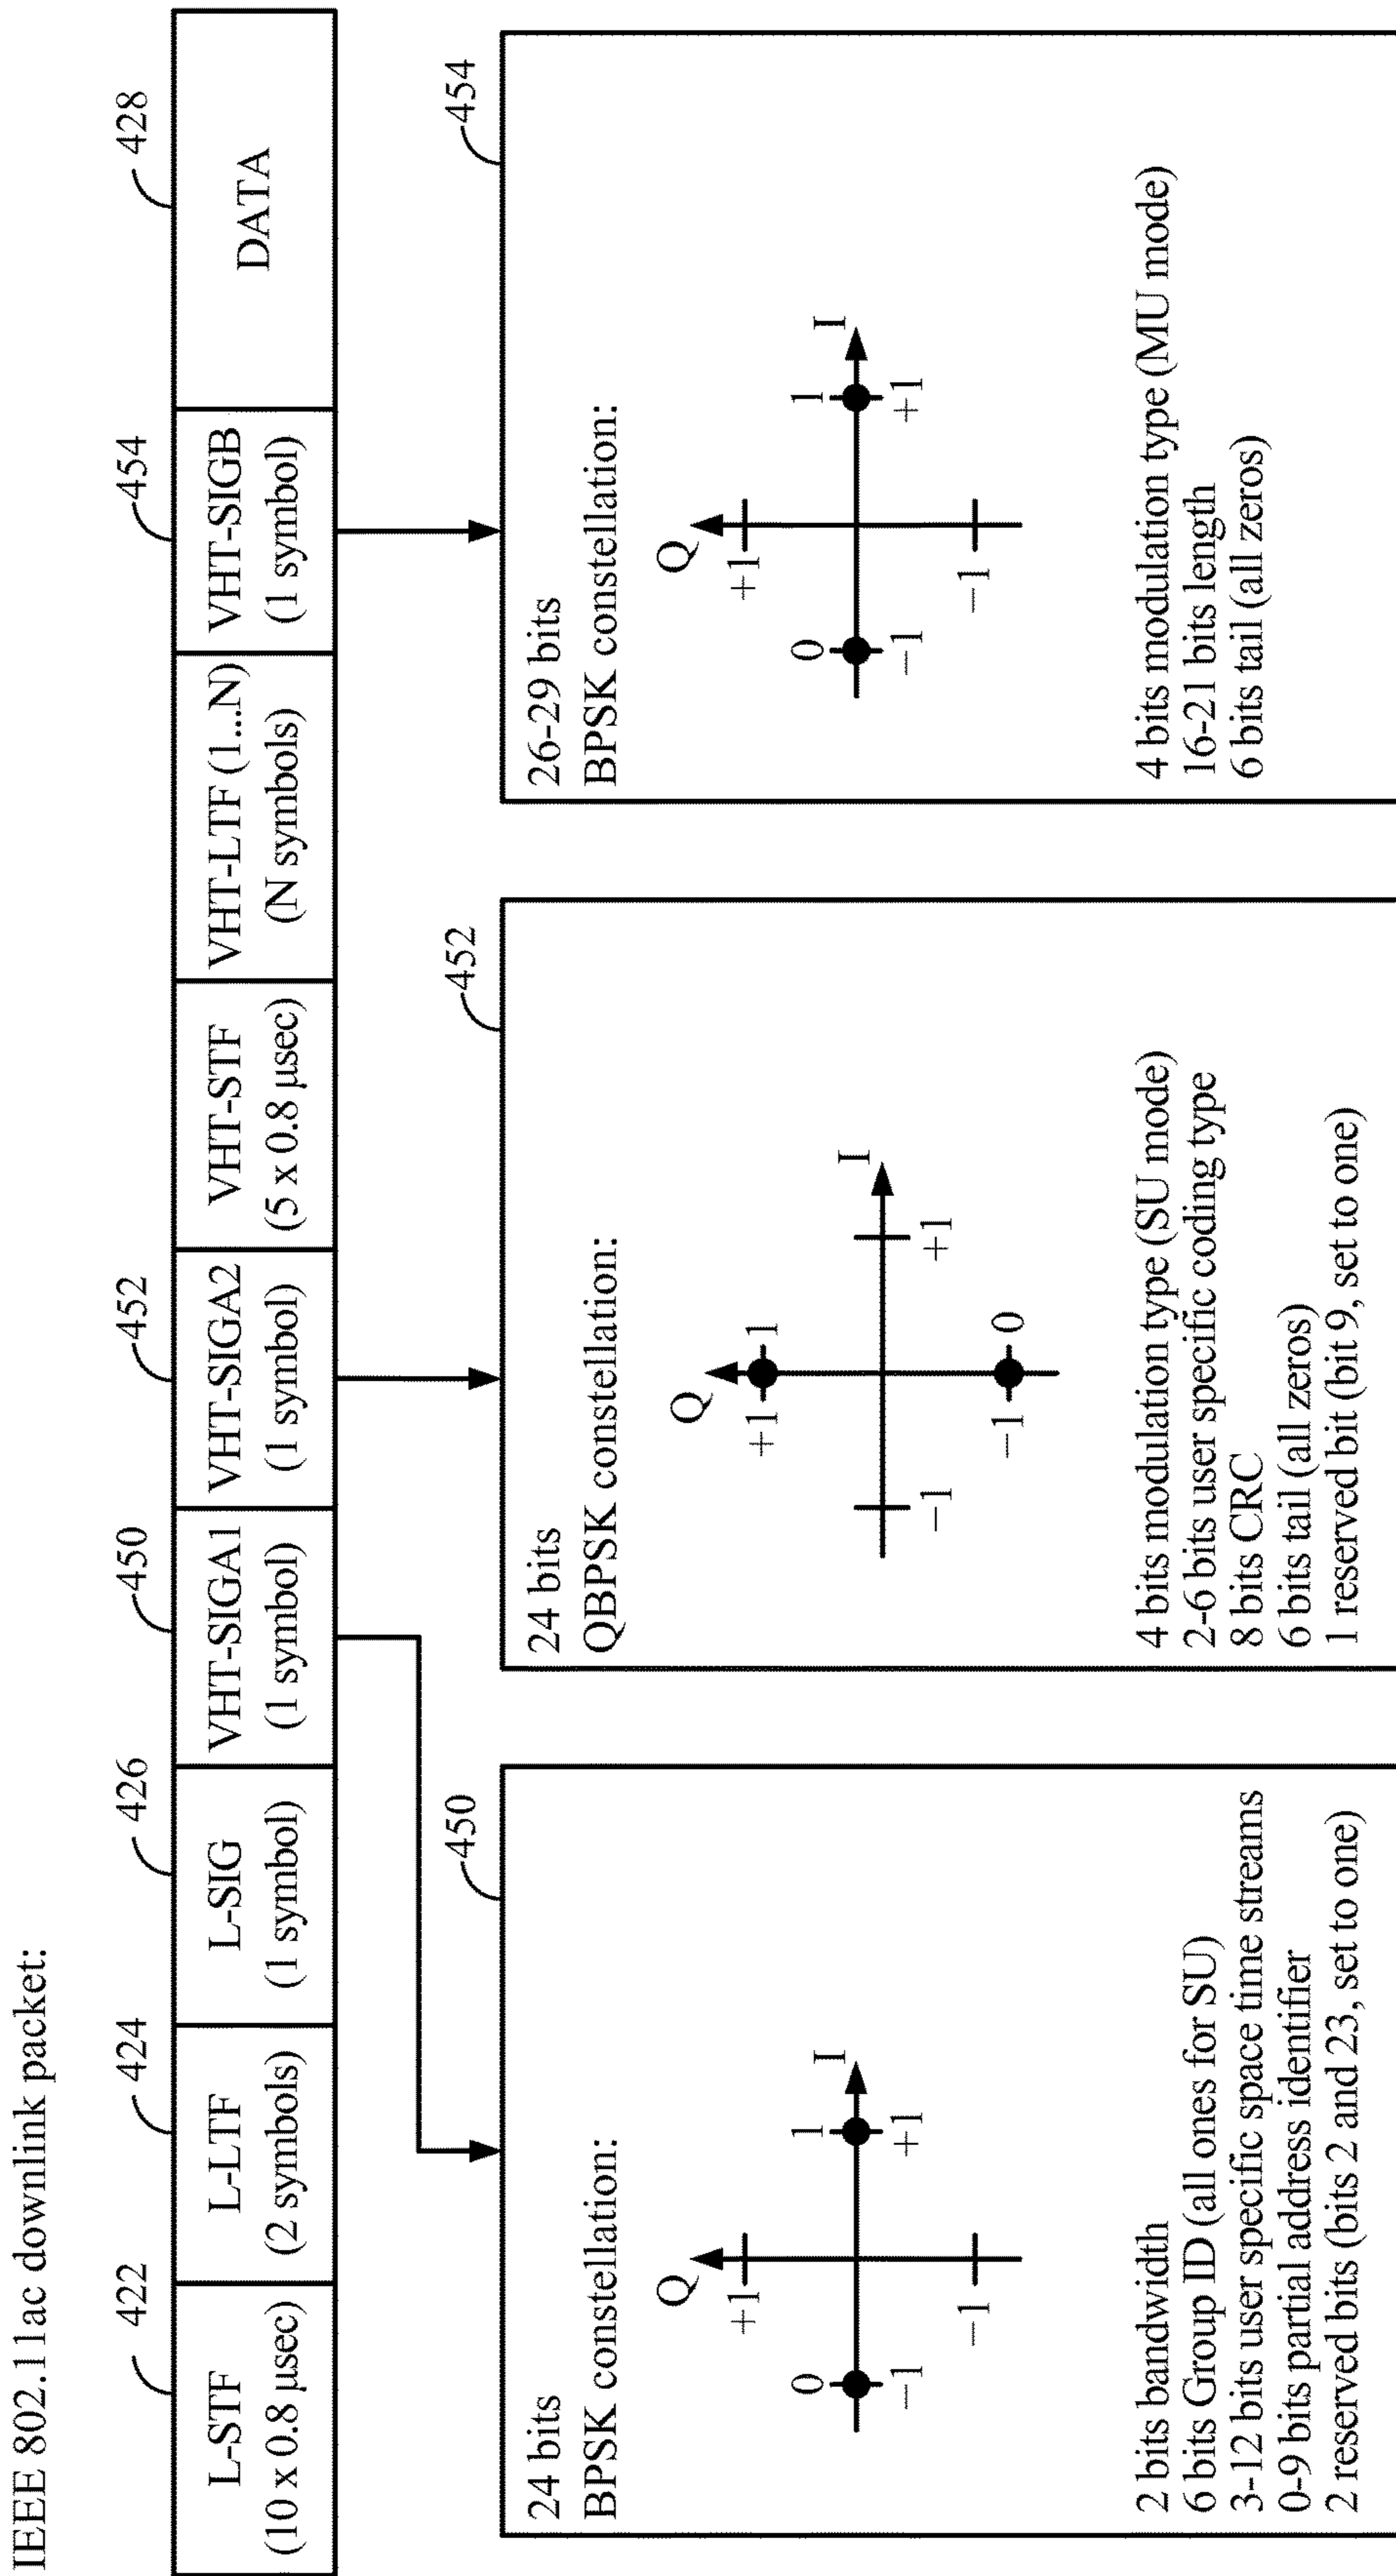 IEEE 802.11ac downlink packet:
422
424
426
450
452
454
428
L-STF
(10 x 0.8 μsec)
L-LTF
(2 symbols)
L-SIG
(1 symbol)
VHT-SIGA1
(1 symbol)
VHT-SIGA2
(1 symbol)
VHT-STF
(5 x 0.8 μsec)
VHT-LTF (1...N)
(N symbols)
VHT-SIGB
(1 symbol)
DATA
450
24 bits
BPSK constellation:
Q
+1
I
0
1
−1
+1
−1
2 bits bandwidth
6 bits Group ID (all ones for SU)
3-12 bits user specific space time streams
0-9 bits partial address identifier
2 reserved bits (bits 2 and 23, set to one)
452
24 bits
QBPSK constellation:
Q
+1
1
I
−1
+1
−1
0
4 bits modulation type (SU mode)
2-6 bits user specific coding type
8 bits CRC
6 bits tail (all zeros)
1 reserved bit (bit 9, set to one)
454
26-29 bits
BPSK constellation:
Q
+1
I
0
1
−1
+1
−1
4 bits modulation type (MU mode)
16-21 bits length
6 bits tail (all zeros)